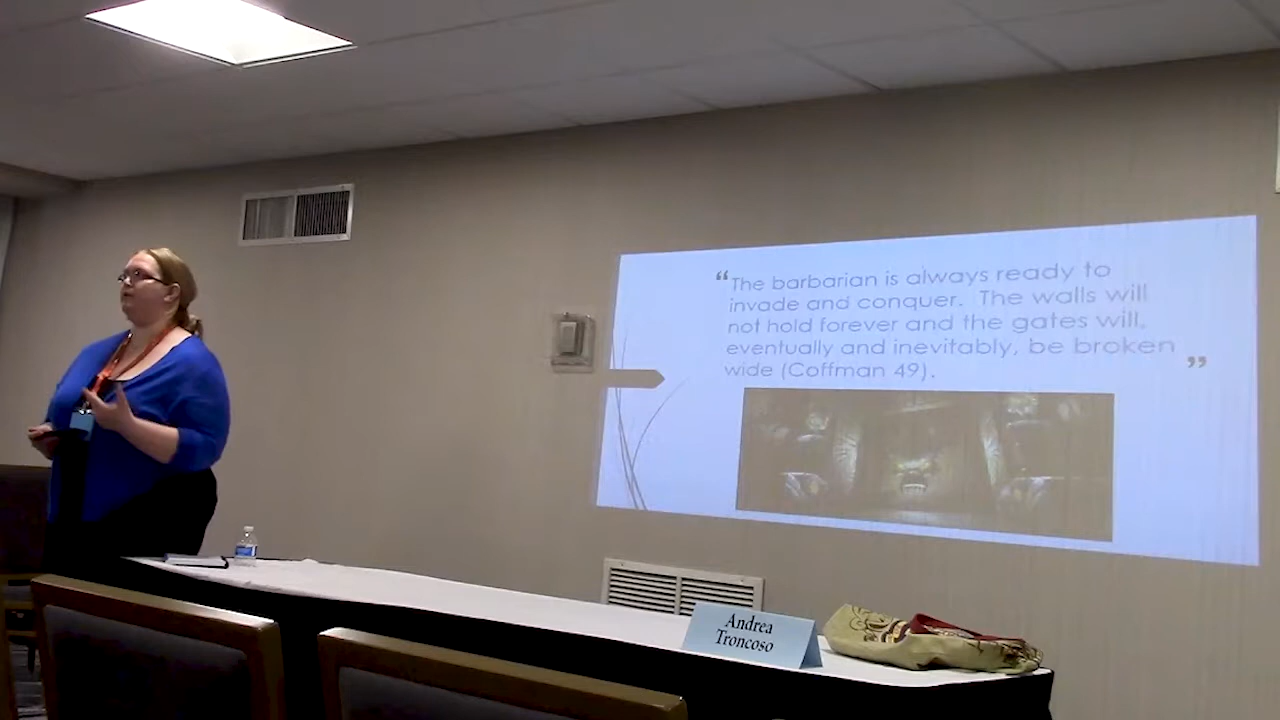 “The barbarian is always ready to
invade and conquer. The walls will
not hold forever and the gates will,
eventually and inevitably, be broken
wide (Coffman 49). ”
Andrea
Troncoso